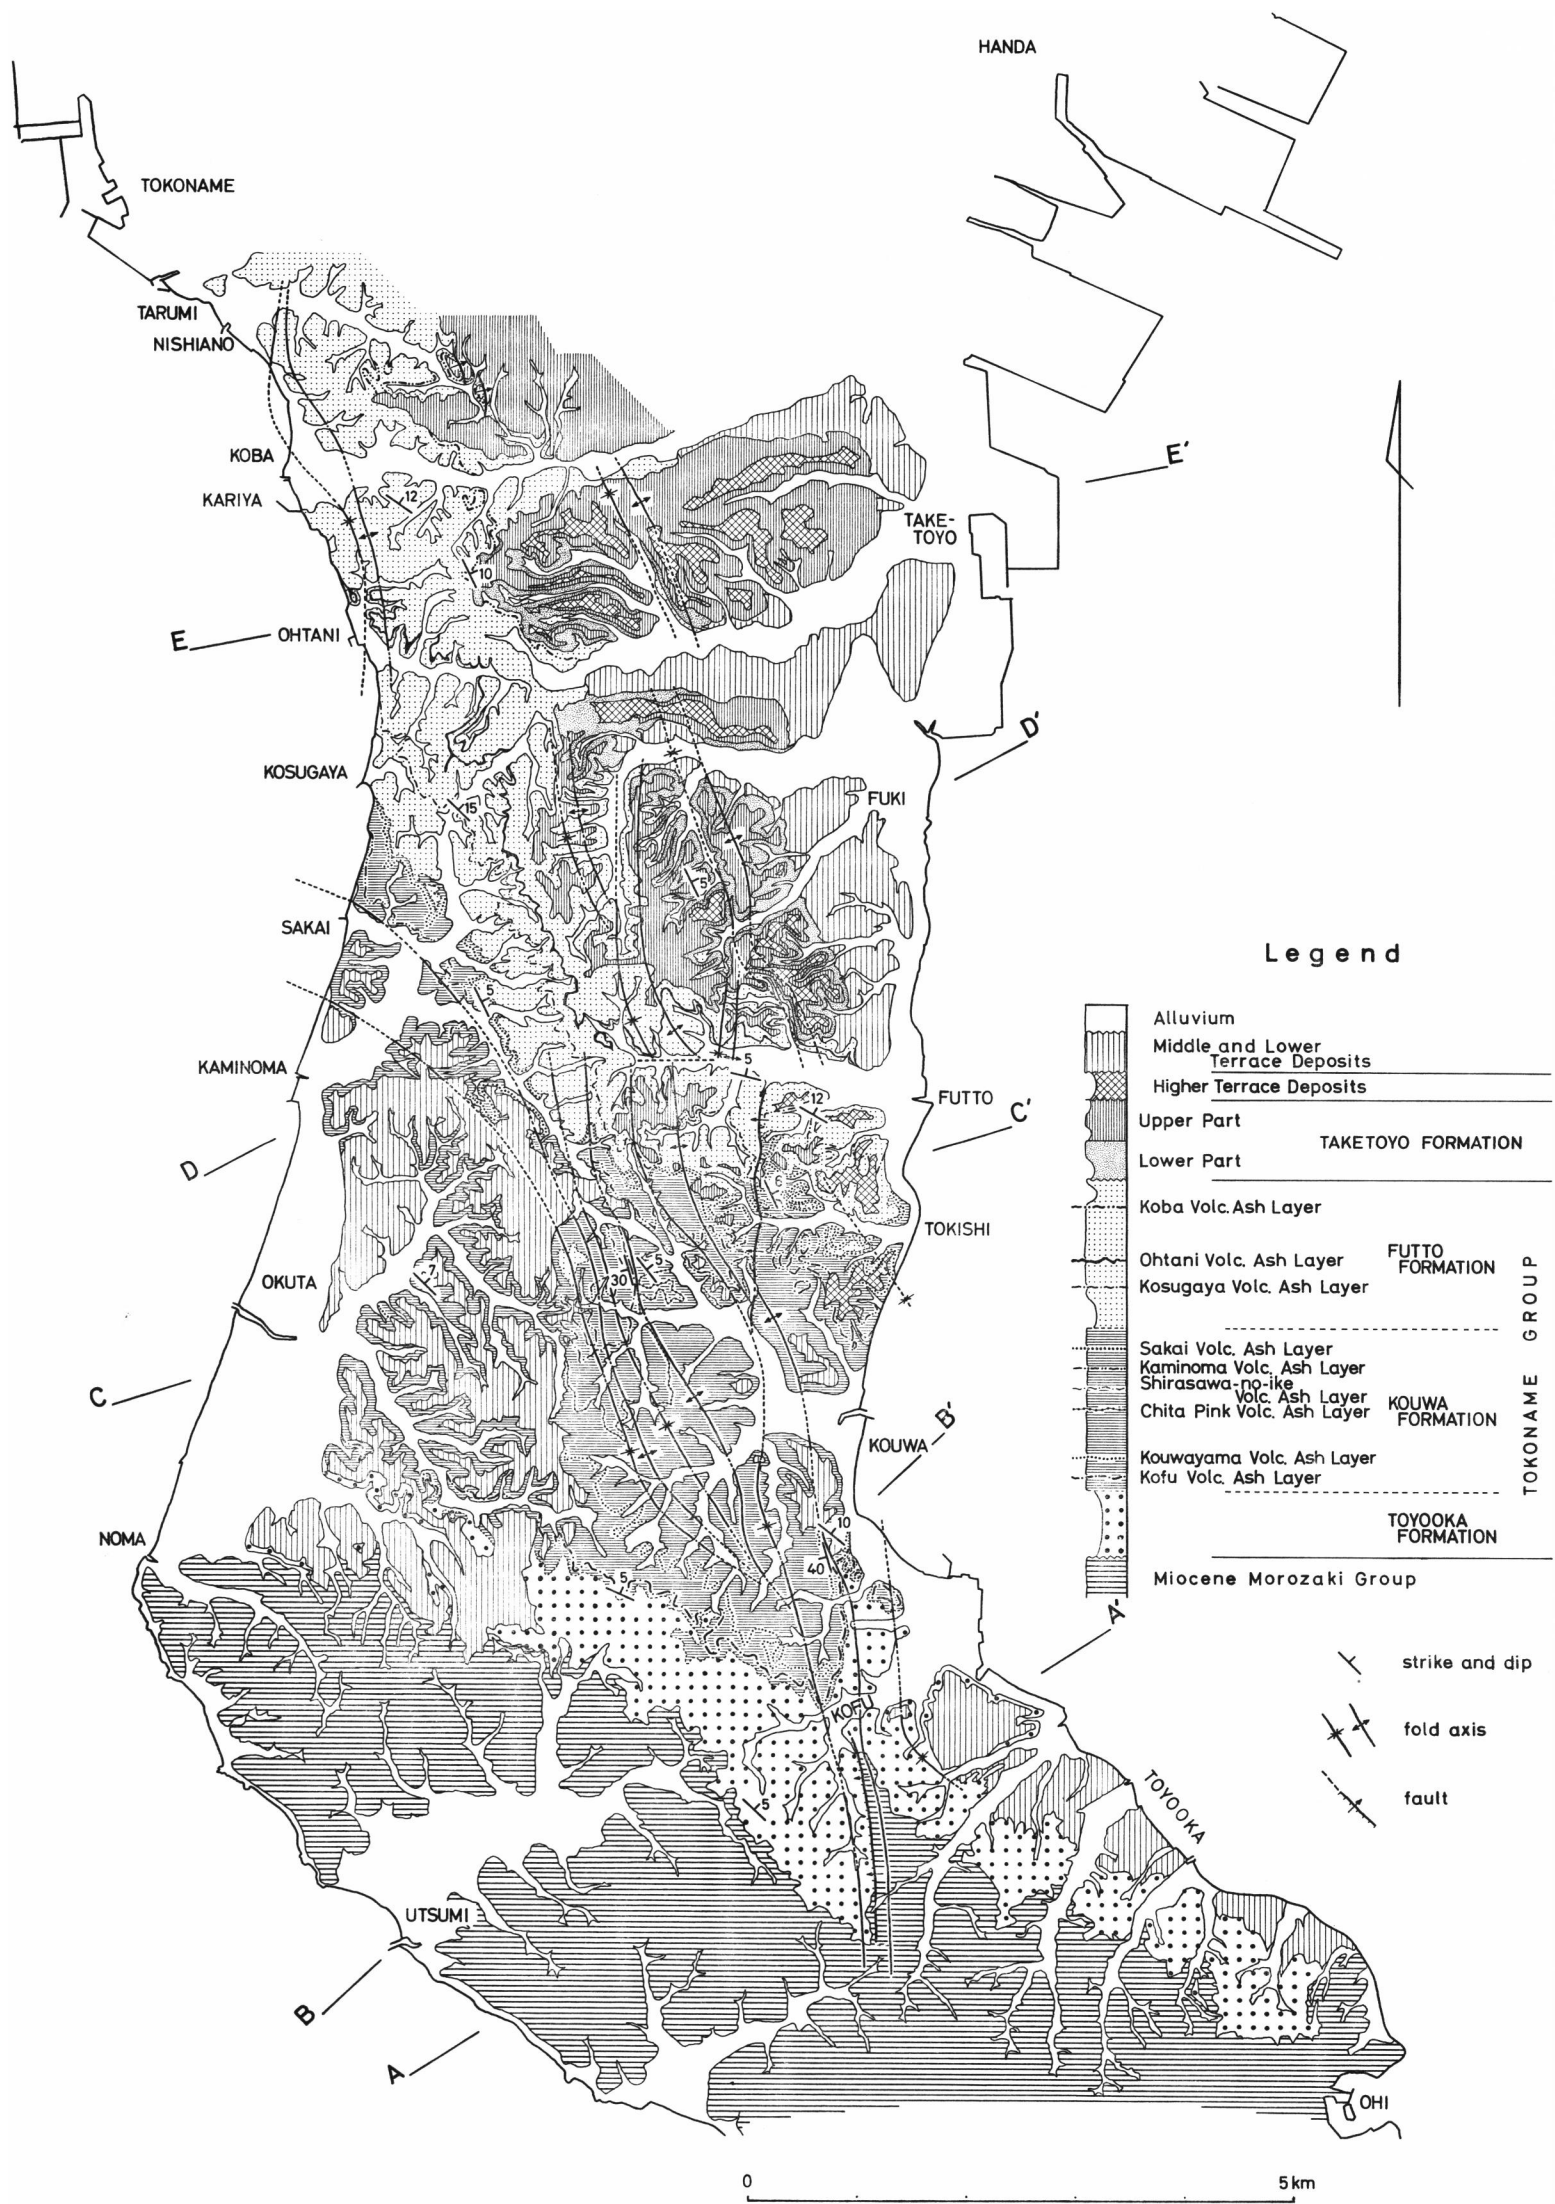 HANDA
TOKONAME
TARUMI
NISHIANO
KOBA
KARIYA
12
E'
TAKE-
TOYO
10
E
OHTANI
D'
KOSUGAYA
15
FUKI
5
SAKAI
5
KAMINOMA
5
12
FUTTO
C'
D
6
TOKISHI
OKUTA
7
30
5
C
KOUWA
B'
NOMA
10
40
5
KOFU
A'
5
TOYOOKA
UTSUMI
B
A
OHI
Legend
Alluvium
Middle and Lower
Terrace Deposits
Higher Terrace Deposits
Upper Part
TAKETOYO FORMATION
Lower Part
Koba Volc. Ash Layer
Ohtani Volc. Ash Layer
FUTTO
FORMATION
Kosugaya Volc. Ash Layer
Sakai Volc. Ash Layer
Kaminoma Volc. Ash Layer
Shirasawa-no-ike
Volc. Ash Layer
Chita Pink Volc. Ash Layer
KOUWA
FORMATION
Kouwayama Volc. Ash Layer
Kofu Volc. Ash Layer
TOKONAME GROUP
TOYOOKA
FORMATION
Miocene Morozaki Group
strike and dip
fold axis
fault
0 5km